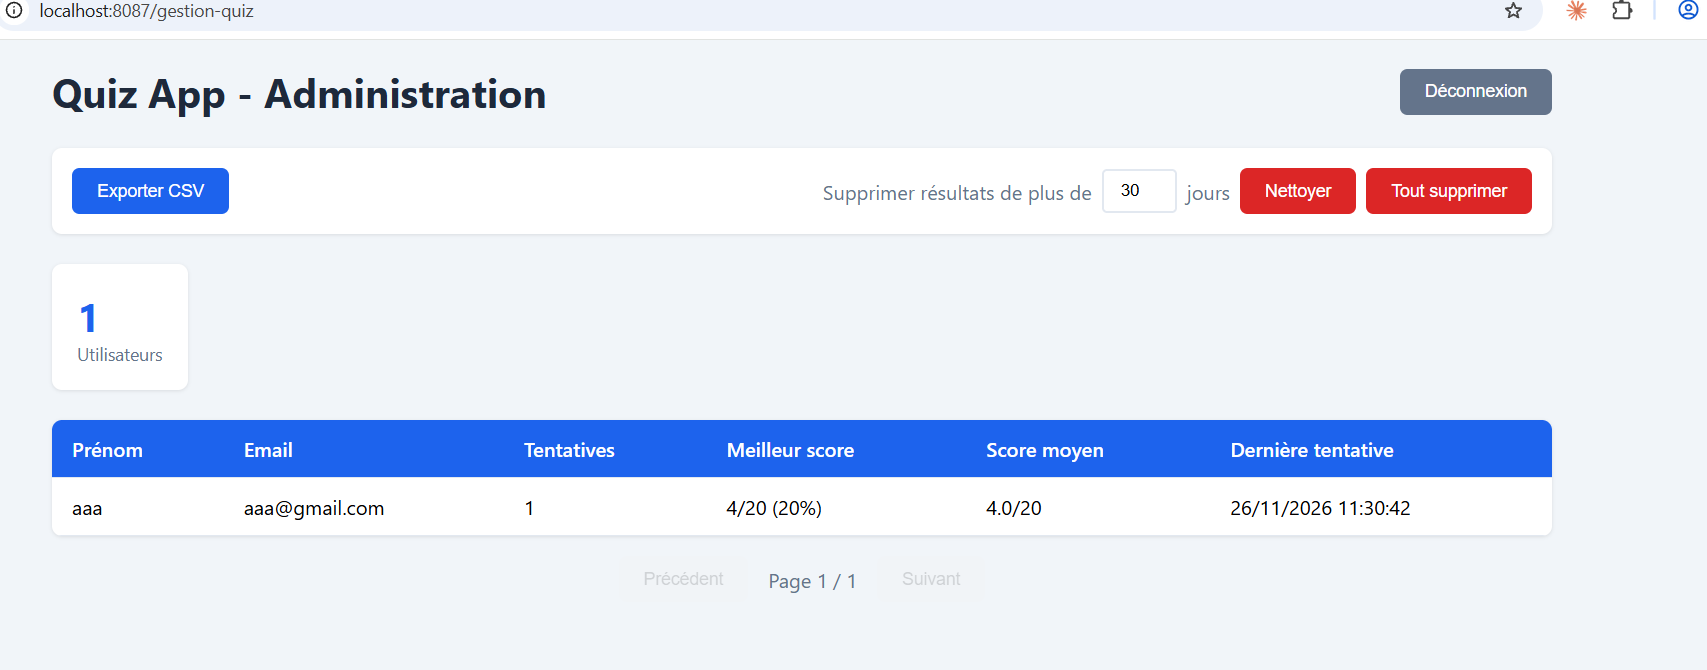 localhost:8087/gestion-quiz
Quiz App - Administration
Déconnexion
Exporter CSV
Supprimer résultats de plus de 30 jours Nettoyer Tout supprimer
1
Utilisateurs
Prénom Email Tentatives Meilleur score Score moyen Dernière tentative
aaa aaa@gmail.com 1 4/20 (20%) 4.0/20 26/11/2026 11:30:42
Précédent Page 1 / 1 Suivant